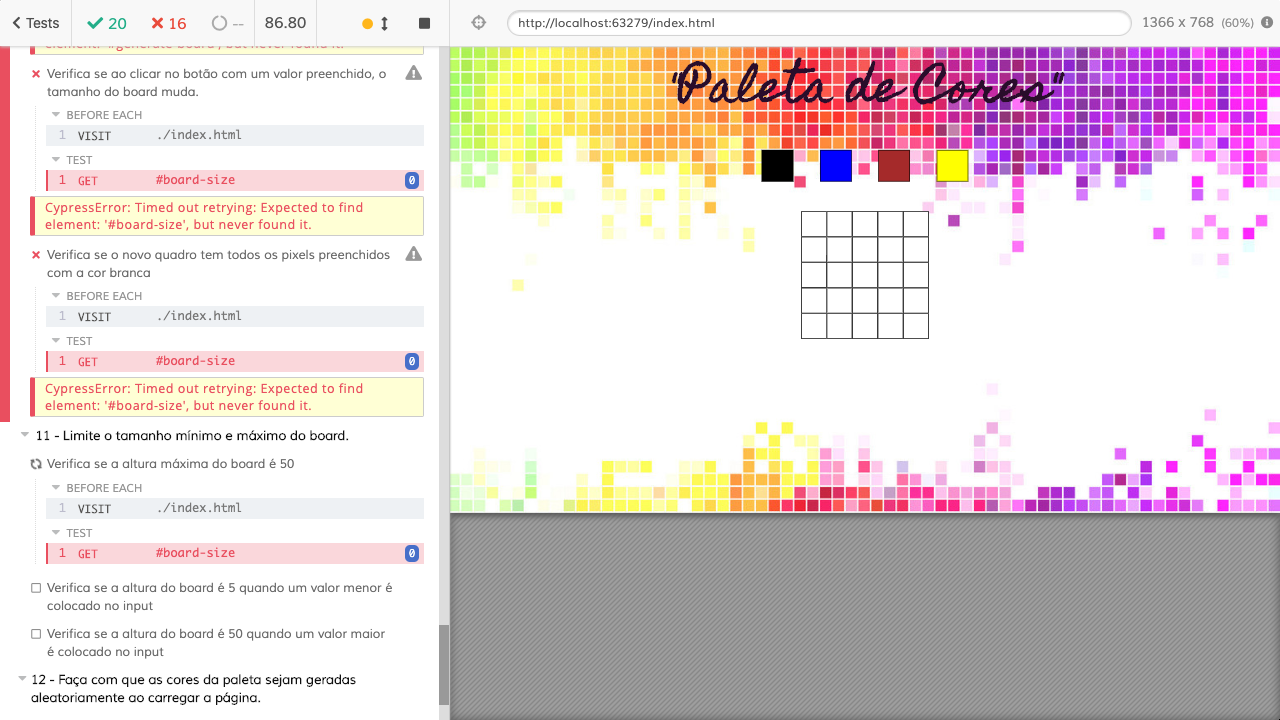 Tests 20 16 -- 86.80
http://localhost:63279/index.html 1366 x 768 (60%)
element: '#generate-board', but never found it.
Verifica se ao clicar no botão com um valor preenchido, o
tamanho do board muda.
BEFORE EACH
1 VISIT ./index.html
TEST
1 GET #board-size 0
CypressError: Timed out retrying: Expected to find
element: '#board-size', but never found it.
Verifica se o novo quadro tem todos os pixels preenchidos
com a cor branca
BEFORE EACH
1 VISIT ./index.html
TEST
1 GET #board-size 0
CypressError: Timed out retrying: Expected to find
element: '#board-size', but never found it.
11 - Limite o tamanho mínimo e máximo do board.
Verifica se a altura máxima do board é 50
BEFORE EACH
1 VISIT ./index.html
TEST
1 GET #board-size 0
Verifica se a altura do board é 5 quando um valor menor é
colocado no input
Verifica se a altura do board é 50 quando um valor maior
é colocado no input
12 - Faça com que as cores da paleta sejam geradas
aleatoriamente ao carregar a página.
"Paleta de Cores"